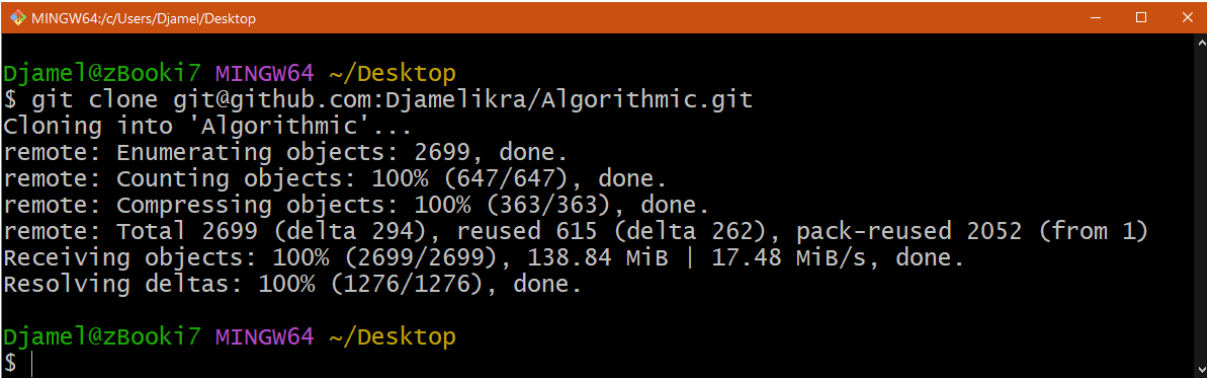 MINGW64:/c/Users/Djamel/Desktop
Djamel@zBooki7 MINGW64 ~/Desktop
$ git clone git@github.com:Djamelikra/Algorithmic.git
Cloning into 'Algorithmic'...
remote: Enumerating objects: 2699, done.
remote: Counting objects: 100% (647/647), done.
remote: Compressing objects: 100% (363/363), done.
remote: Total 2699 (delta 294), reused 615 (delta 262), pack-reused 2052 (from 1)
Receiving objects: 100% (2699/2699), 138.84 MiB | 17.48 MiB/s, done.
Resolving deltas: 100% (1276/1276), done.
Djamel@zBooki7 MINGW64 ~/Desktop
$